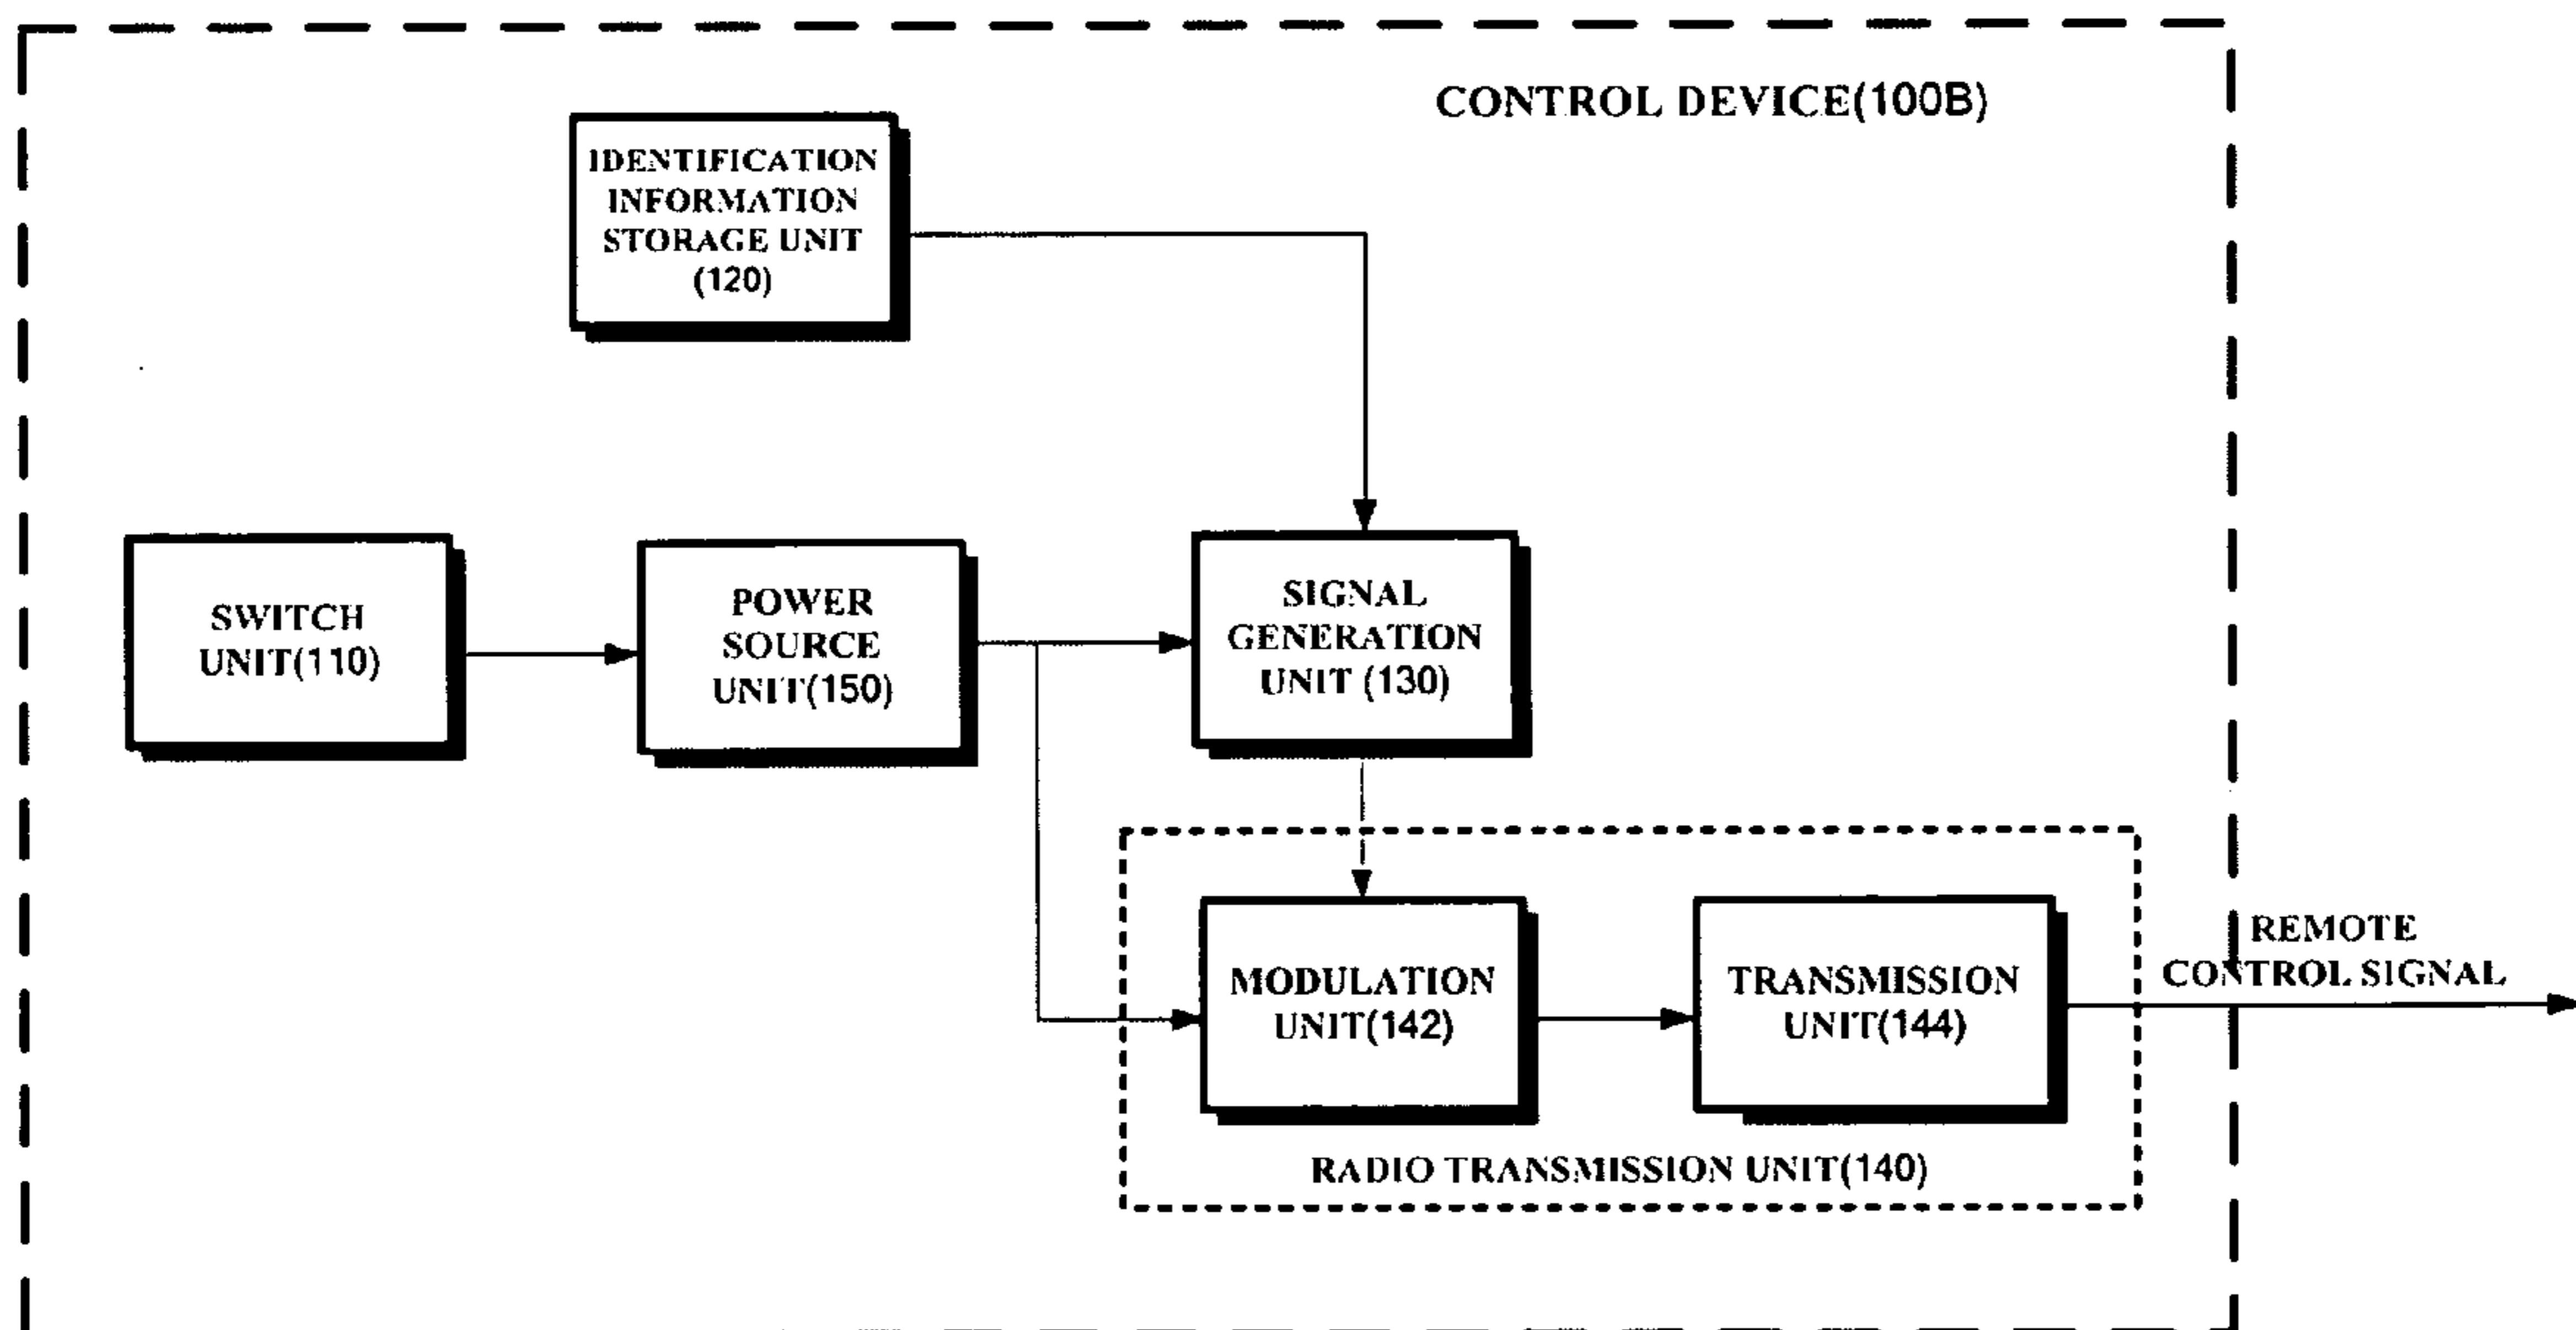 CONTROL DEVICE(100B)
IDENTIFICATION
INFORMATION
STORAGE UNIT
(120)
SWITCH
UNIT(110)
POWER
SOURCE
UNIT(150)
SIGNAL
GENERATION
UNIT (130)
MODULATION
UNIT(142)
TRANSMISSION
UNIT(144)
REMOTE
CONTROL SIGNAL
RADIO TRANSMISSION UNIT(140)